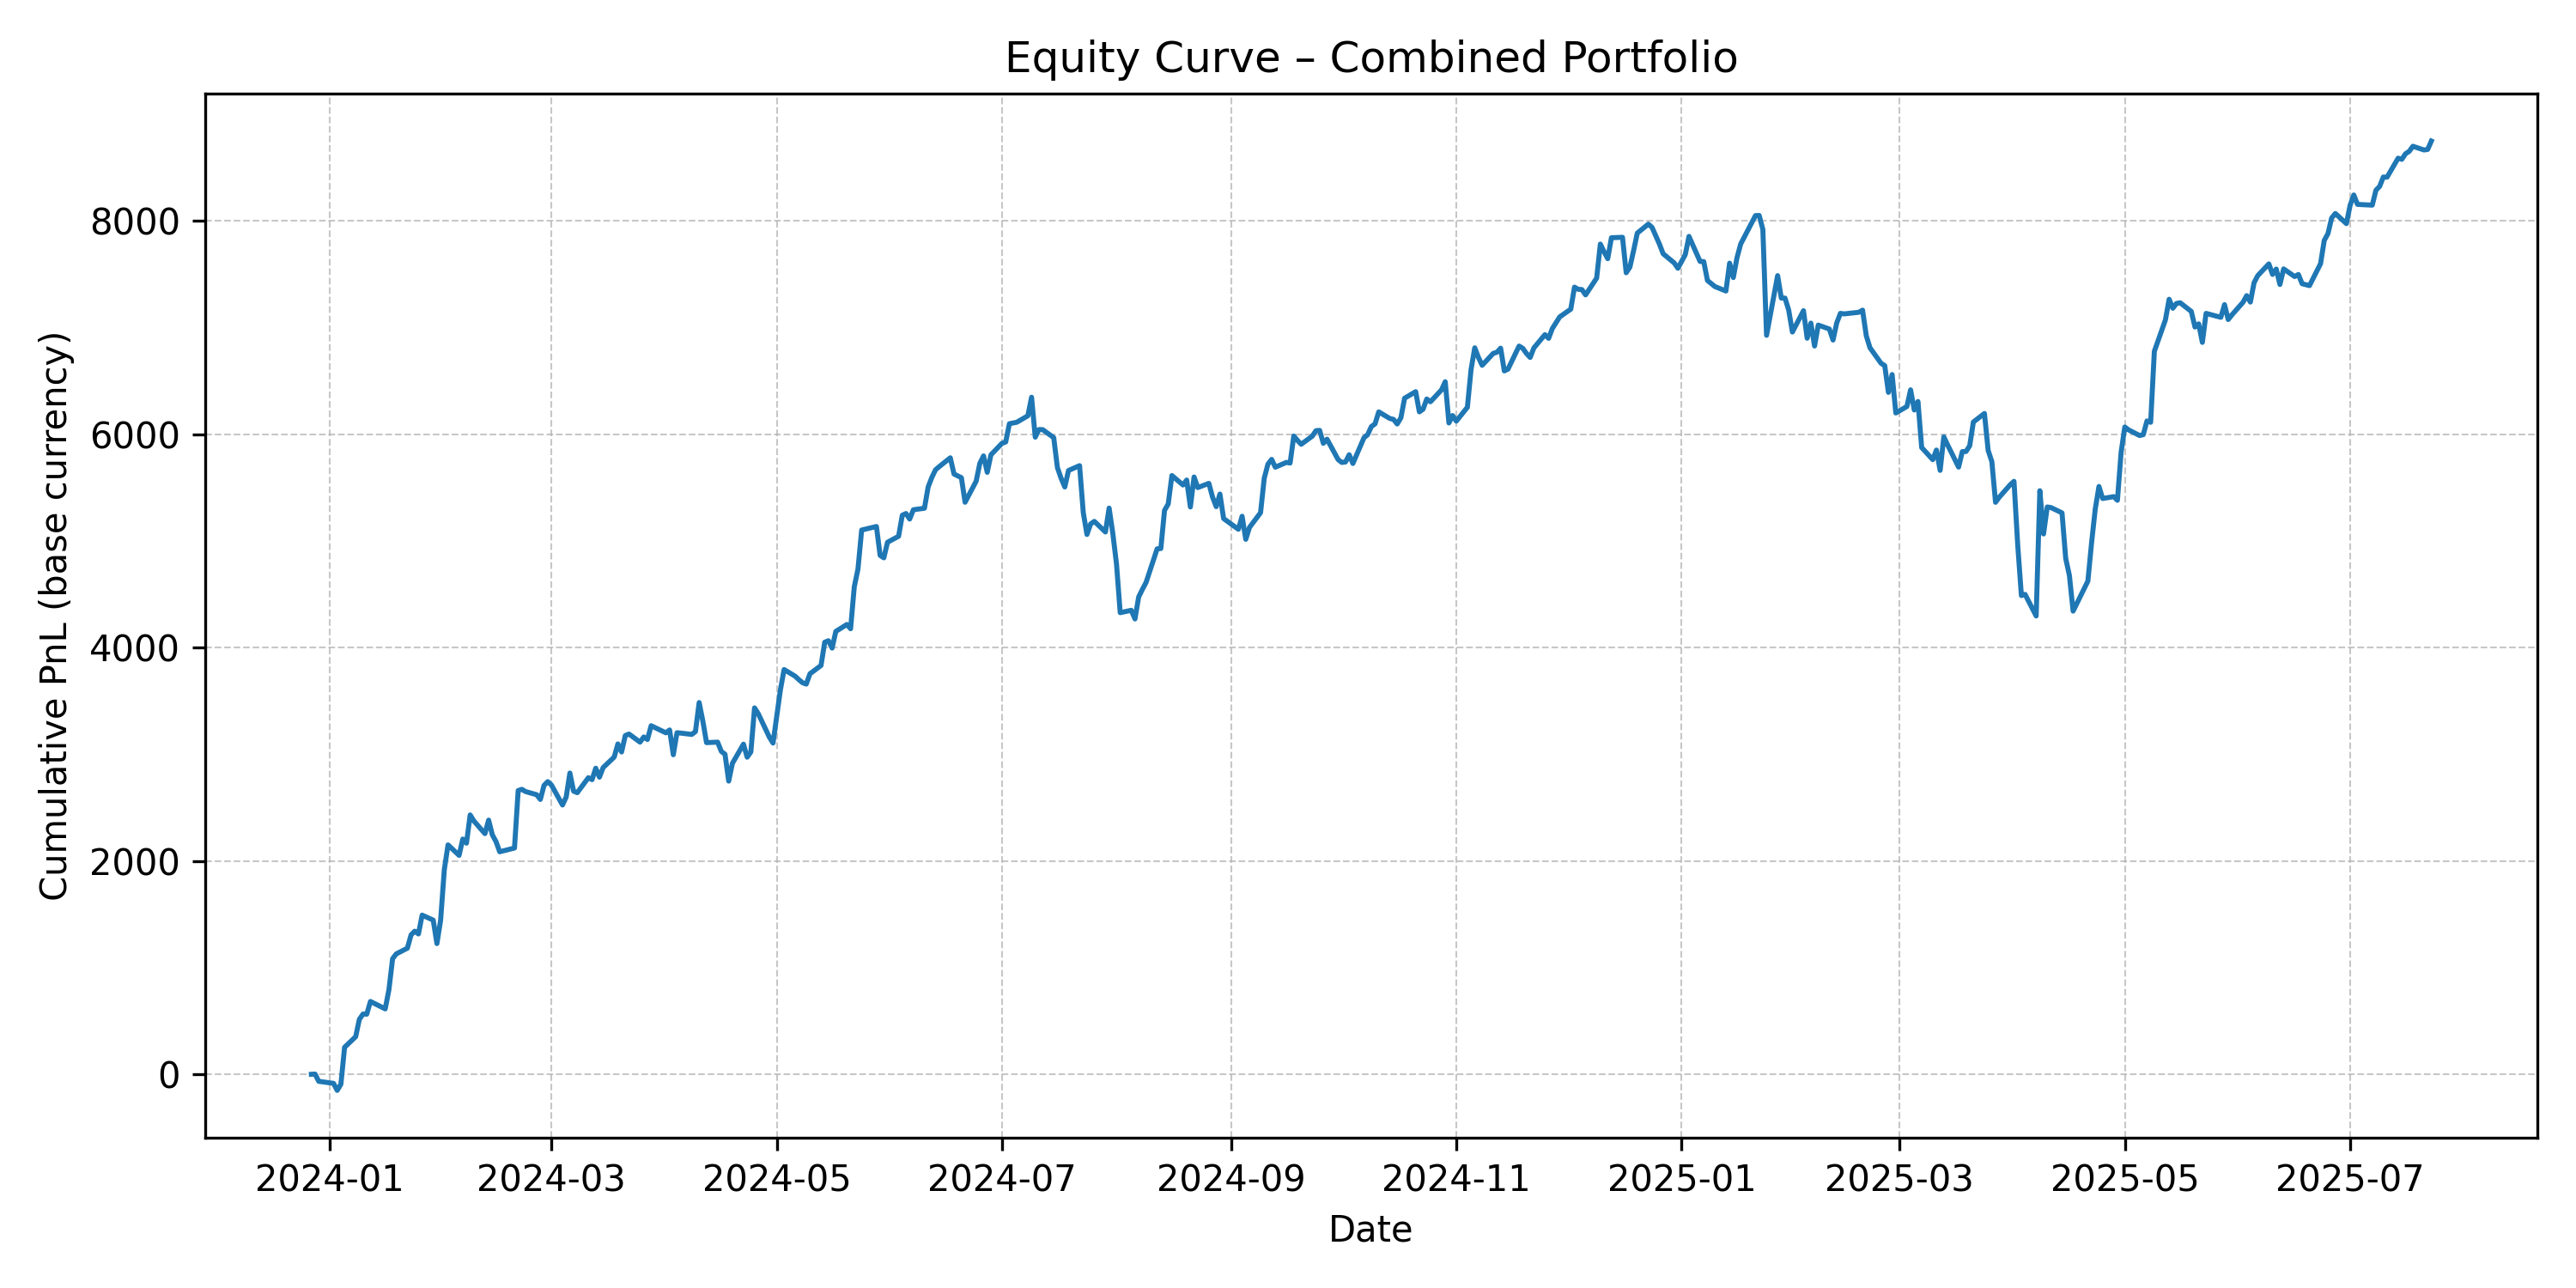 Equity Curve – Combined Portfolio
Cumulative PnL (base currency)
8000
6000
4000
2000
0
2024-01 2024-03 2024-05 2024-07 2024-09 2024-11 2025-01 2025-03 2025-05 2025-07
Date